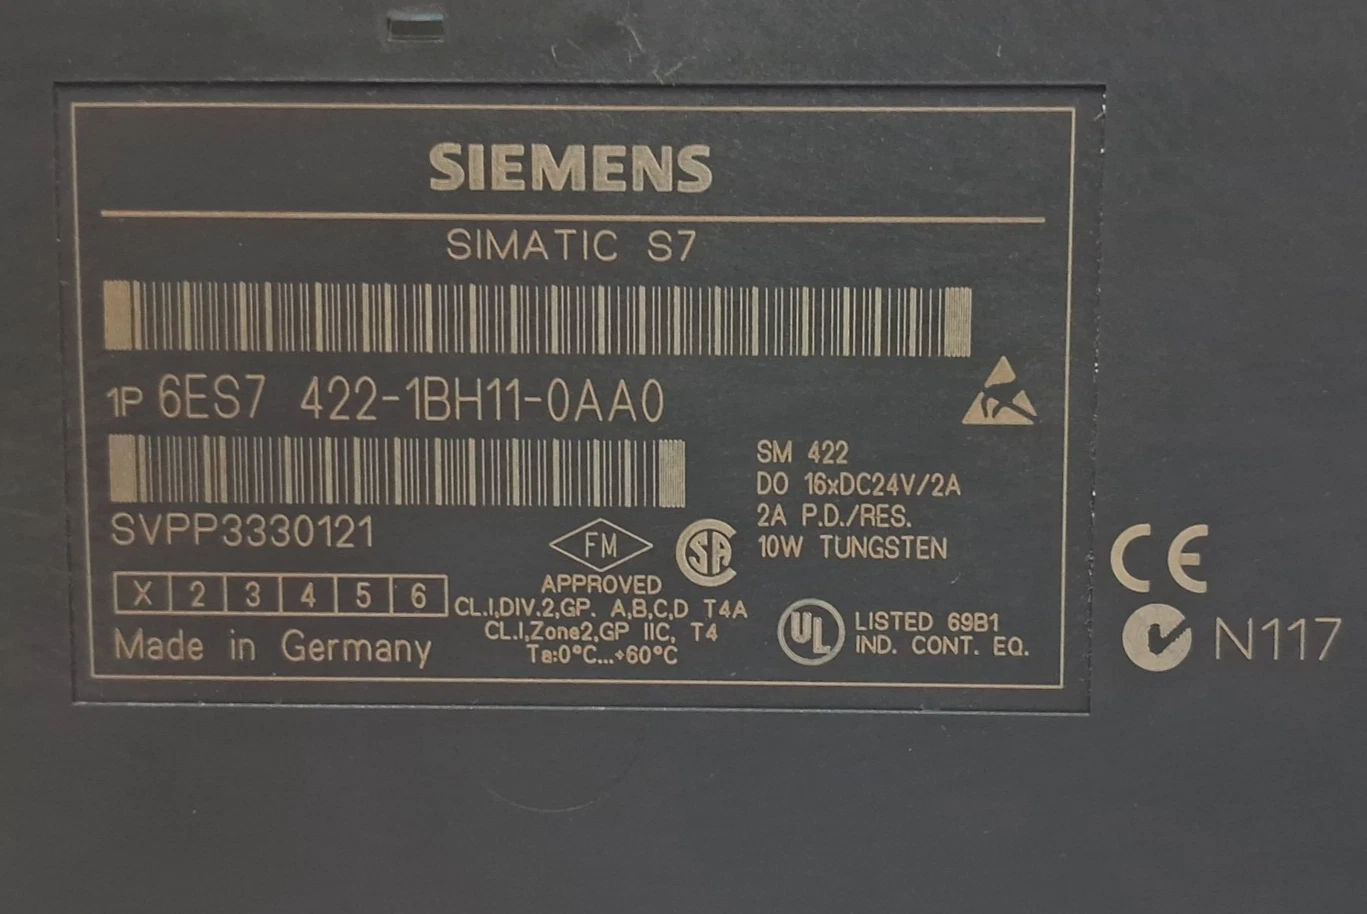 SIEMENS
SIMATIC S7
1P 6ES7 422-1BH11-0AA0
SVPP3330121
X 2 3 4 5 6
Made in Germany
FM
APPROVED
CL.I,DIV.2,GP. A,B,C,D T4A
CL.I,Zone2,GP IIC, T4
Ta:0°C...+60°C
SA
SM 422
DO 16xDC24V/2A
2A P.D./RES.
10W TUNGSTEN
UL
LISTED 69B1
IND. CONT. EQ.
CE
N117